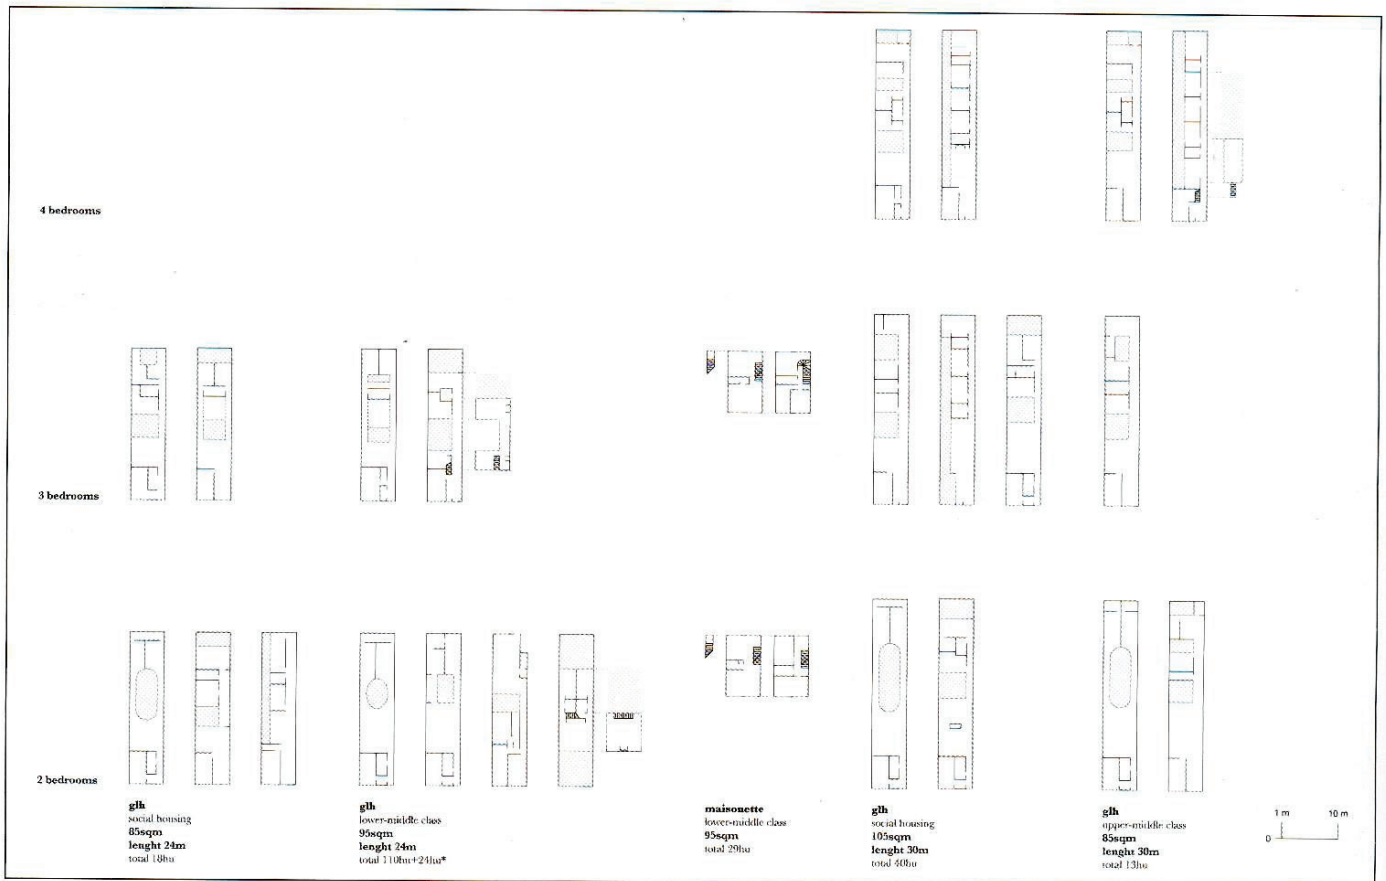 4 bedrooms
3 bedrooms
2 bedrooms
glh
social housing
85sqm
lenght 24m
total 18hu
glh
lower-middle class
95sqm
lenght 24m
total 110hu+24hu*
maisonette
lower-middle class
95sqm
total 29hu
glh
social housing
105sqm
lenght 30m
total 40hu
glh
upper-middle class
85sqm
lenght 30m
total 13hu
1 m 10 m
0